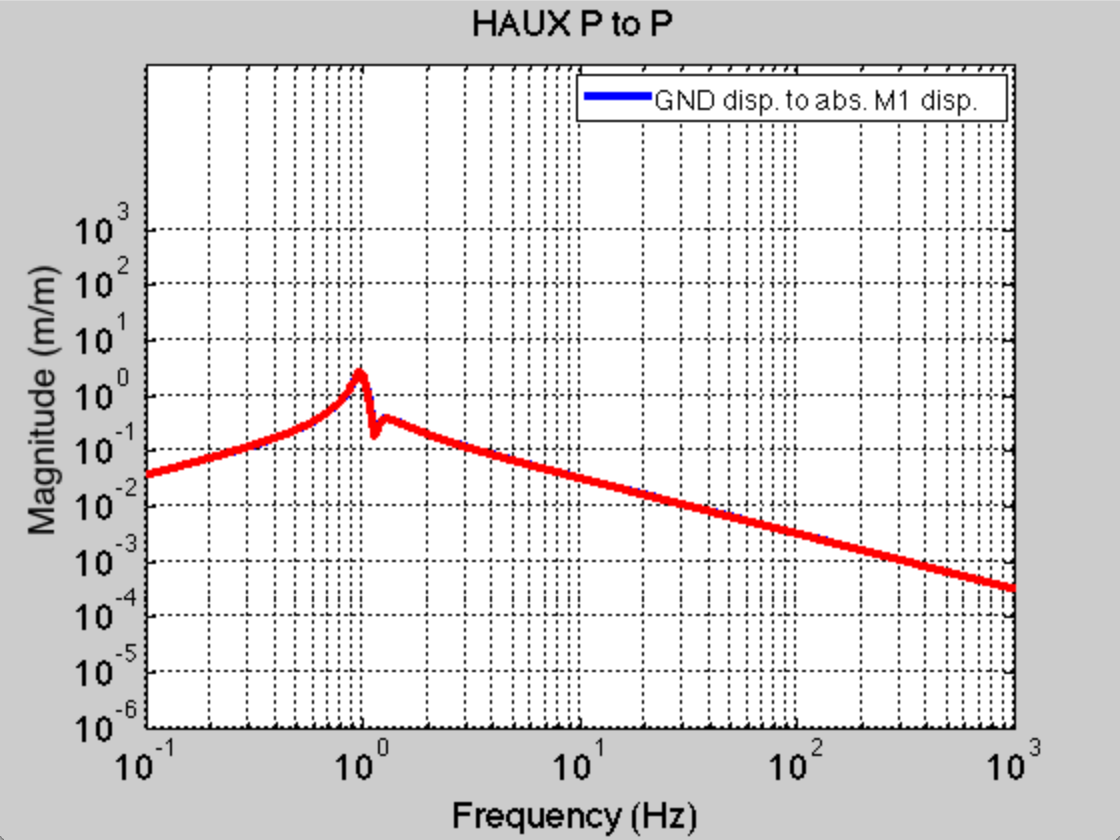 HAUX P to P
GND disp. to abs. M1 disp.
Magnitude (m/m)
10^3
10^2
10^1
10^0
10^-1
10^-2
10^-3
10^-4
10^-5
10^-6
10^-1 10^0 10^1 10^2 10^3
Frequency (Hz)